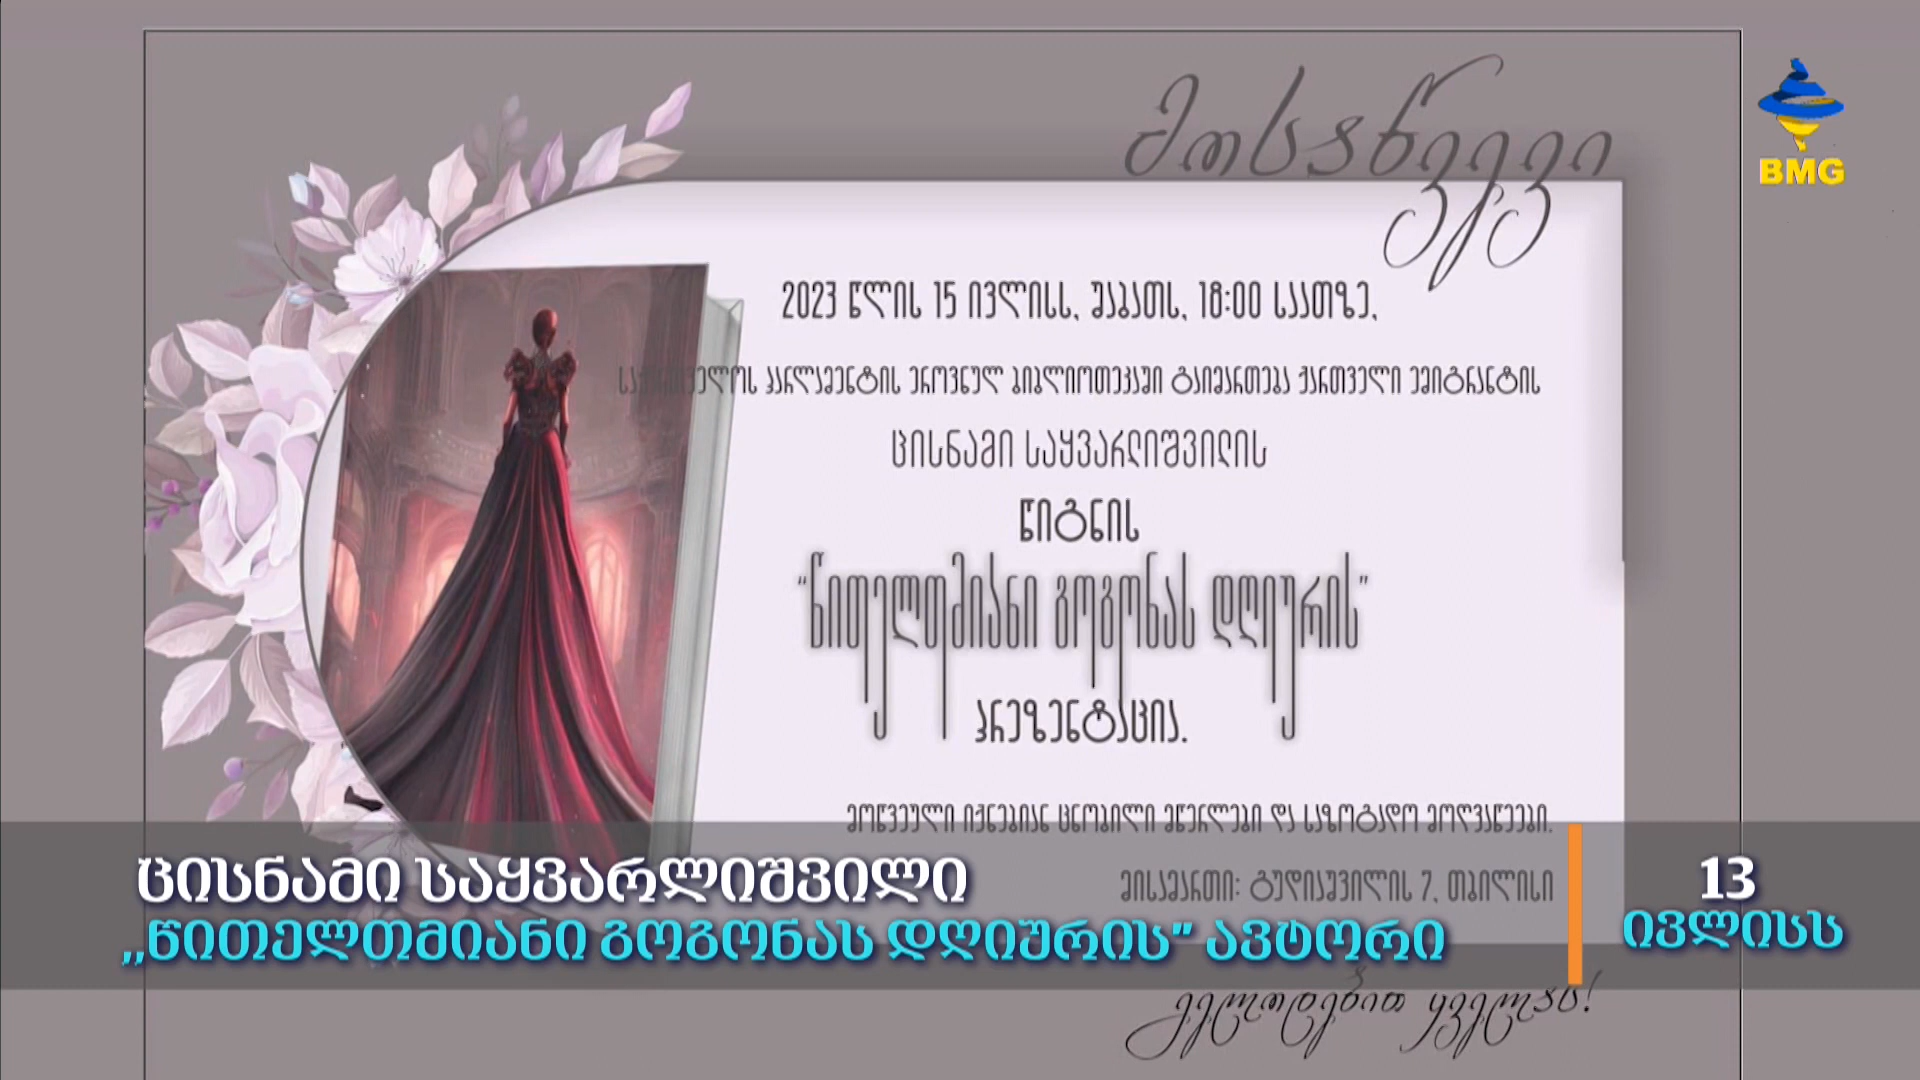 მოსაწვევი
BMG
2023 წლის 15 ივლისს, შაბათს, 18:00 საათზე,
საქართველოს პარლამენტის ეროვნულ ბიბლიოთეკაში გაიმართება ქართველი ემიგრანტის
ცისნამი საყვარლიშვილის
წიგნის
“წითელთმიანი გოგონას დღიურის”
პრეზენტაცია.
მოწვეული იქნებიან ცნობილი მწერლები და საზოგადო მოღვაწეები.
მისამართი: გუდიაშვილის 7, თბილისი
ცისნამი საყვარლიშვილი
,,წითელთმიანი გოგონას დღიურის” ავტორი
13
ივლისს
გელოდებით ყველას!